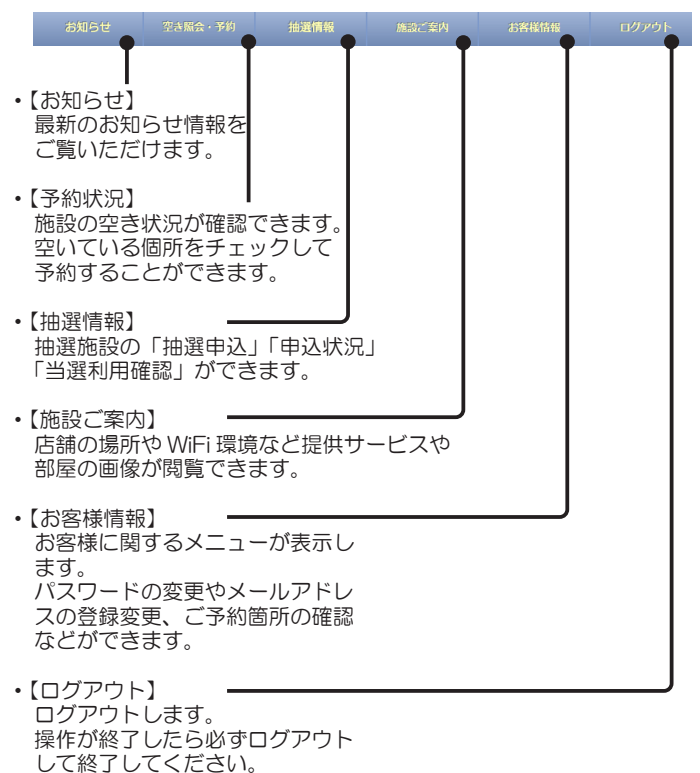 お知らせ 空き照会・予約 抽選情報 施設ご案内 お客様情報 ログアウト
・【お知らせ】
最新のお知らせ情報を
ご覧いただけます。
・【予約状況】
施設の空き状況が確認できます。
空いている個所をチェックして
予約することができます。
・【抽選情報】
抽選施設の「抽選申込」「申込状況」
「当選利用確認」ができます。
・【施設ご案内】
店舗の場所や WiFi 環境など提供サービスや
部屋の画像が閲覧できます。
・【お客様情報】
お客様に関するメニューが表示し
ます。
パスワードの変更やメールアドレ
スの登録変更、ご予約箇所の確認
などができます。
・【ログアウト】
ログアウトします。
操作が終了したら必ずログアウト
して終了してください。